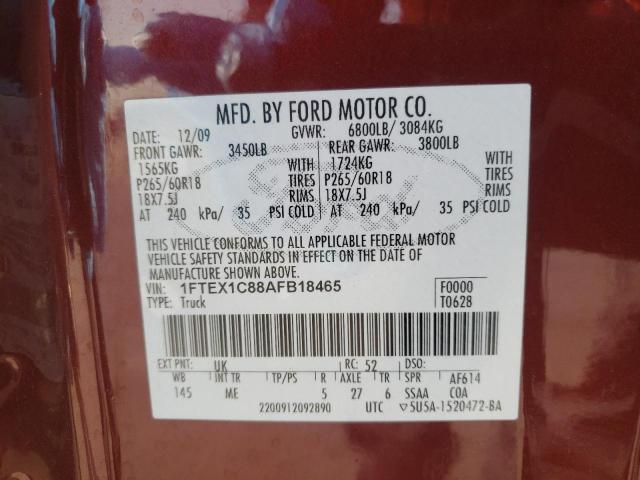 MFD. BY FORD MOTOR CO.
DATE: 12/09 GVWR: 6800LB/ 3084KG
FRONT GAWR: 3450LB REAR GAWR: 3800LB
1565KG WITH 1724KG WITH
P265/60R18 TIRES P265/60R18 TIRES
18X7.5J RIMS 18X7.5J RIMS
AT 240 kPa/ 35 PSI COLD AT 240 kPa/ 35 PSI COLD
THIS VEHICLE CONFORMS TO ALL APPLICABLE FEDERAL MOTOR
VEHICLE SAFETY STANDARDS IN EFFECT ON THE DATE OF
MANUFACTURE SHOWN ABOVE.
VIN: 1FTEX1C88AFB18465 F0000
TYPE: Truck T0628
EXT PNT: UK RC: 52 DSO:
WB INT TR TP/PS R AXLE TR SPR AF614
145 ME 5 27 6 SSAA COA
2200912092890 UTC ▽5U5A-1520472-BA